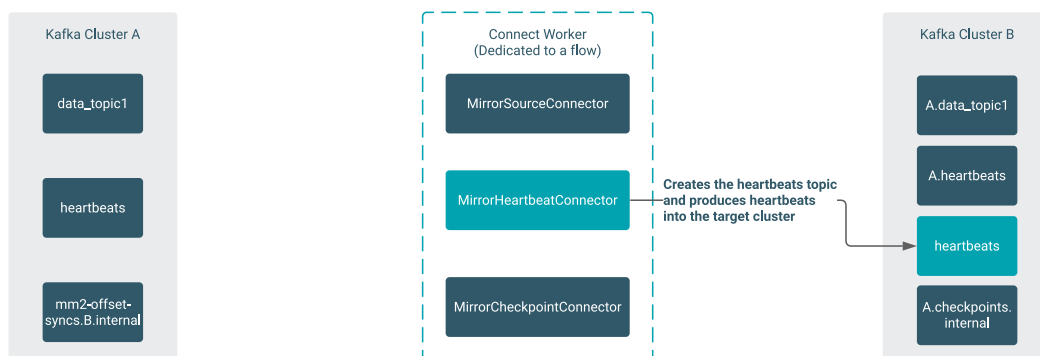 Kafka Cluster A
data_topic1
heartbeats
mm2-offset-
syncs.B.internal
Connect Worker
(Dedicated to a flow)
MirrorSourceConnector
MirrorHeartbeatConnector
MirrorCheckpointConnector
Creates the heartbeats topic
and produces heartbeats
into the target cluster
Kafka Cluster B
A.data_topic1
A.heartbeats
heartbeats
A.checkpoints.
internal